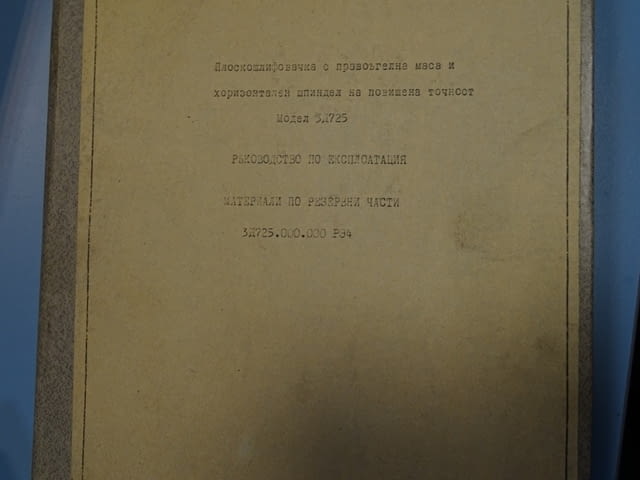 Плоскошлифовачка с правоъгелна маса и
хоризонтален шпиндел на повишена точност
Модел 3Д725
РЪКОВОДСТВО ПО ЕКСПЛОАТАЦИЯ
МАТЕРИАЛИ ПО РЕЗЕРВНИ ЧАСТИ
3Д725.000.000 РЭ4